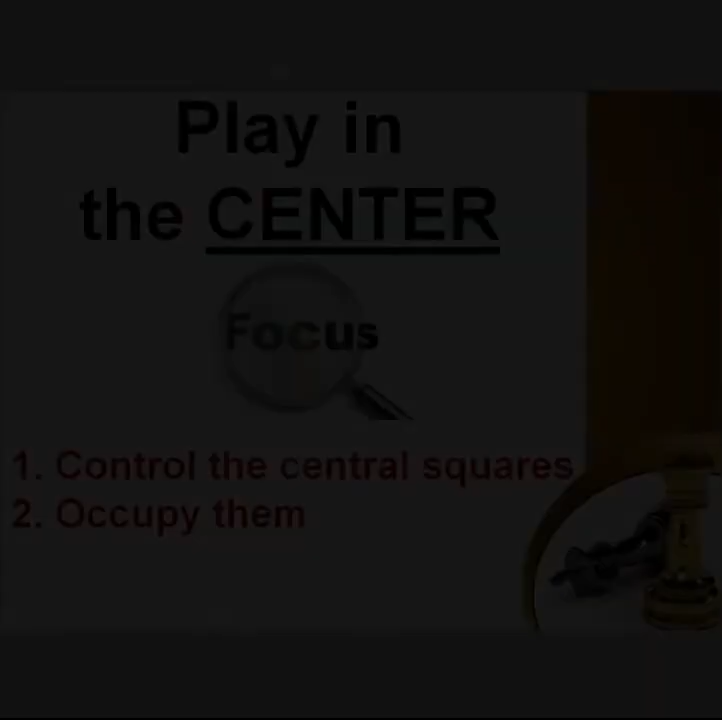 Play in
the CENTER
Focus
1. Control the central squares
2. Occupy them